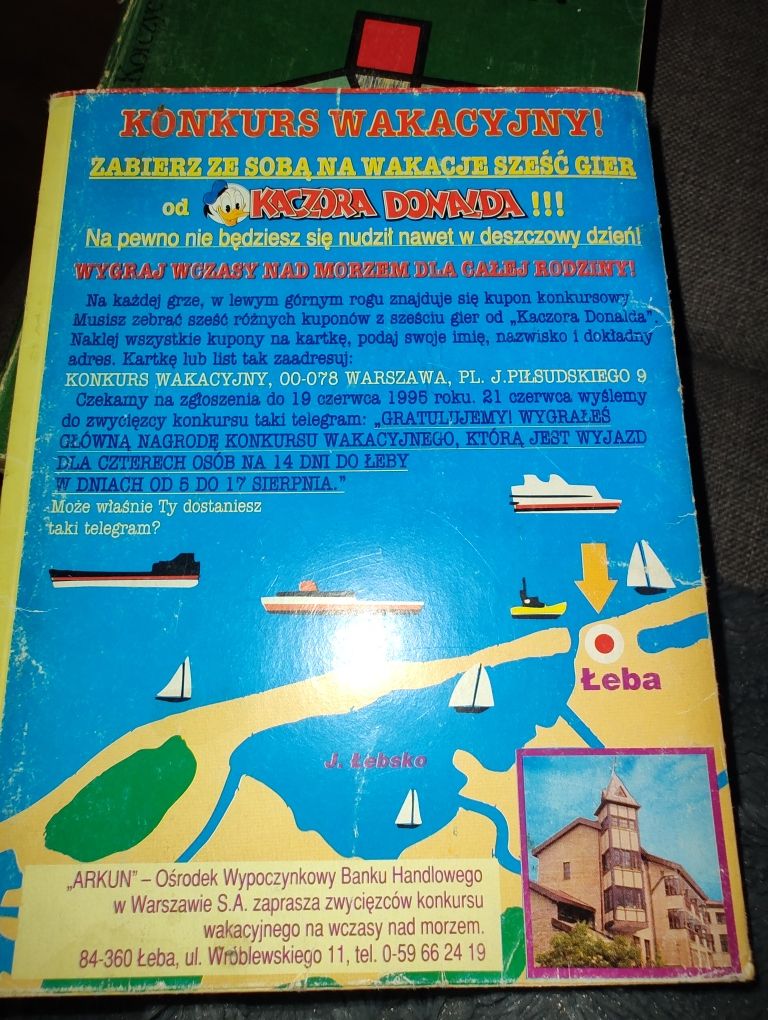 KONKURS WAKACYJNY!
ZABIERZ ZE SOBĄ NA WAKACJE SZEŚĆ GIER
od KACZORA DONALDA !!!
Na pewno nie będziesz się nudził nawet w deszczowy dzień!
WYGRAJ WCZASY NAD MORZEM DLA CAŁEJ RODZINY!
Na każdej grze, w lewym górnym rogu znajduje się kupon konkursowy.
Musisz zebrać sześć różnych kuponów z sześciu gier od „Kaczora Donalda".
Naklej wszystkie kupony na kartkę, podaj swoje imię, nazwisko i dokładny
adres. Kartkę lub list tak zaadresuj:
KONKURS WAKACYJNY, 00-078 WARSZAWA, PL. J.PIŁSUDSKIEGO 9
Czekamy na zgłoszenia do 19 czerwca 1995 roku. 21 czerwca wyślemy
do zwycięzcy konkursu taki telegram: „GRATULUJEMY! WYGRAŁEŚ
GŁÓWNĄ NAGRODĘ KONKURSU WAKACYJNEGO, KTÓRĄ JEST WYJAZD
DLA CZTERECH OSÓB NA 14 DNI DO ŁEBY
W DNIACH OD 5 DO 17 SIERPNIA."
Może właśnie Ty dostaniesz
taki telegram?
Łeba
J. Łebsko
„ARKUN" – Ośrodek Wypoczynkowy Banku Handlowego
w Warszawie S.A. zaprasza zwycięzców konkursu
wakacyjnego na wczasy nad morzem.
84-360 Łeba, ul. Wróblewskiego 11, tel. 0-59 66 24 19